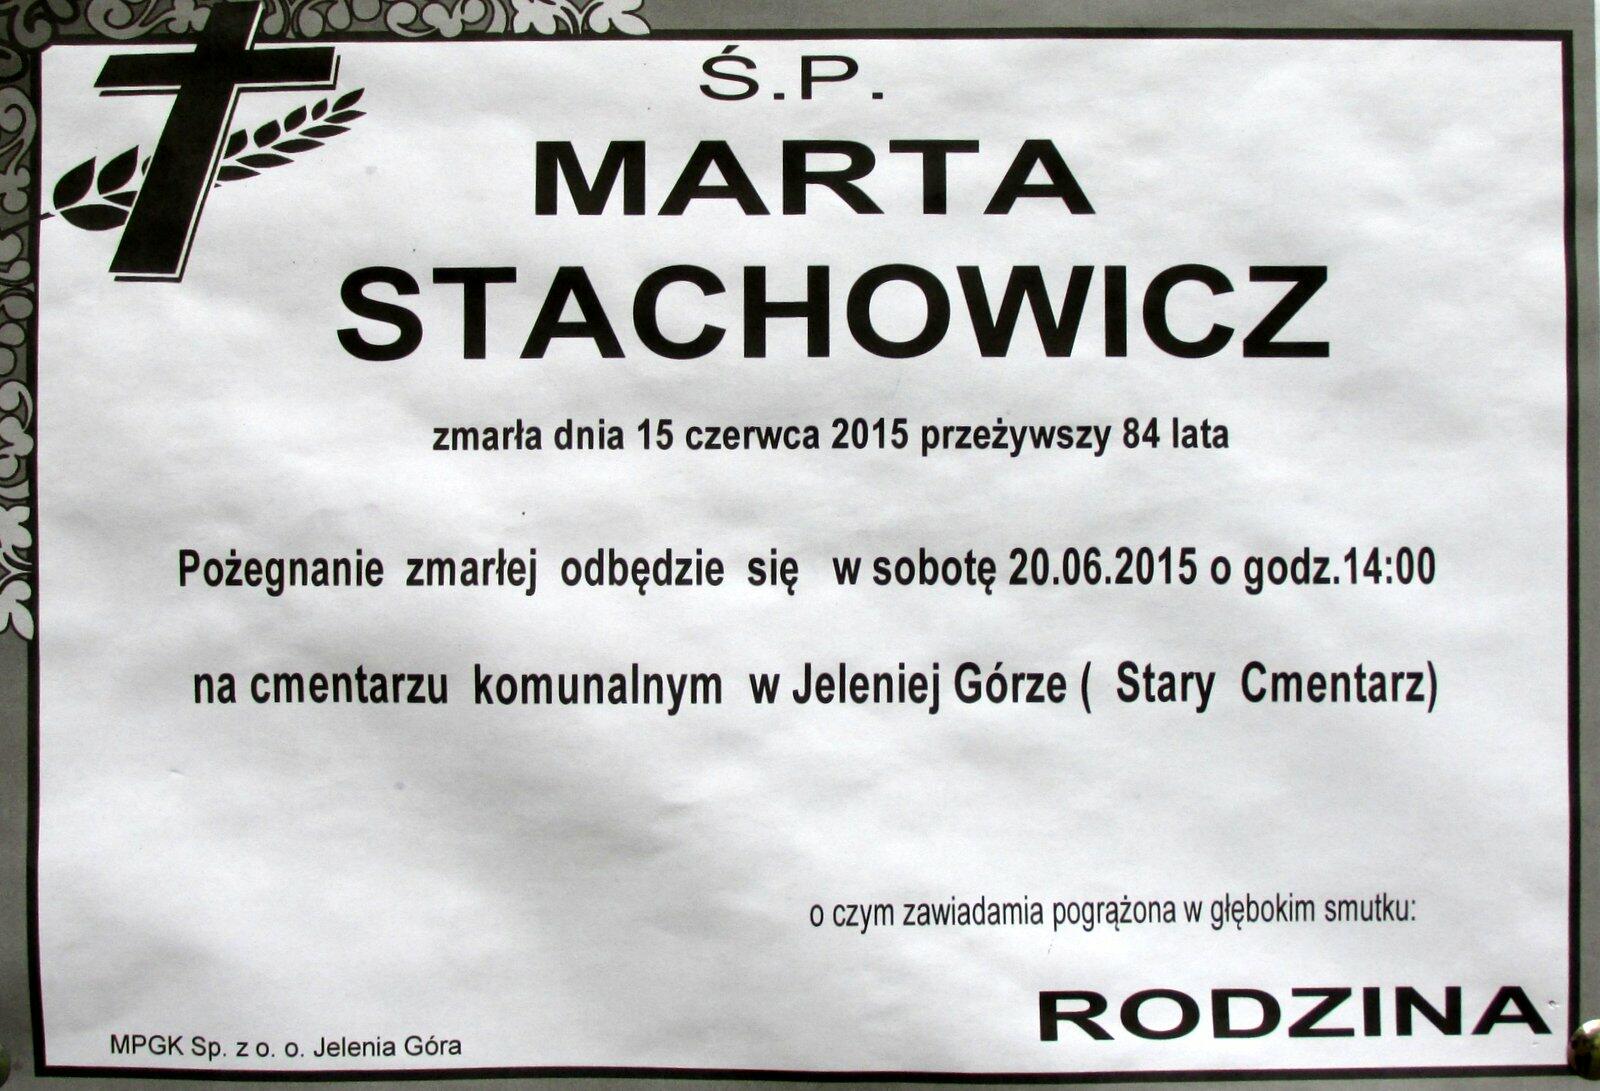 Ś.P.
MARTA
STACHOWICZ
zmarła dnia 15 czerwca 2015 przeżywszy 84 lata
Pożegnanie zmarłej odbędzie się w sobotę 20.06.2015 o godz.14:00
na cmentarzu komunalnym w Jeleniej Górze ( Stary Cmentarz)
o czym zawiadamia pogrążona w głębokim smutku:
RODZINA
MPGK Sp. z o. o. Jelenia Góra